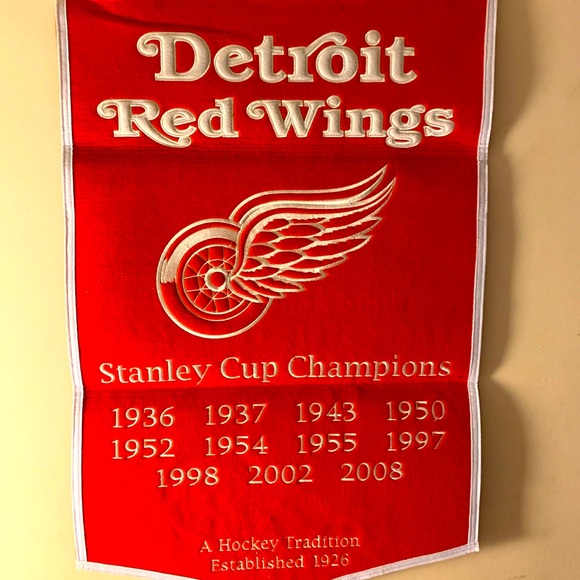 Detroit
Red Wings
Stanley Cup Champions
1936 1937 1943 1950
1952 1954 1955 1997
1998 2002 2008
A Hockey Tradition
Established 1926